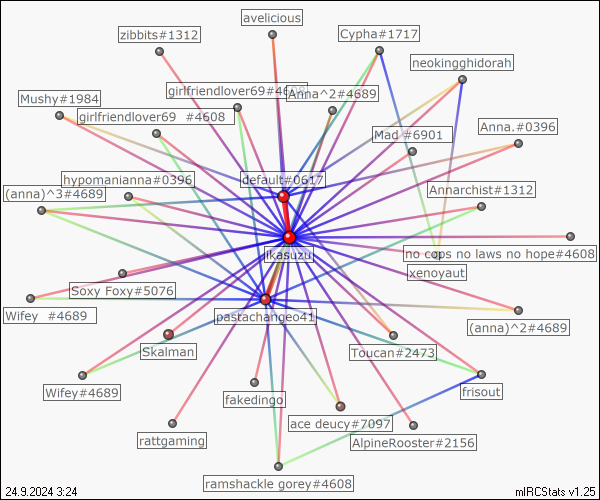 avelicious
zibbits#1312
Cypha#1717
neokingghidorah
girlfriendlover69#4608
Anna^2#4689
Mushy#1984
girlfriendlover69 #4608
Mad #6901
Anna.#0396
hypomanianna#0396
default#0617
(anna)^3#4689
Annarchist#1312
ikasuzu
no cops no laws no hope#4608
xenoyaut
Soxy Foxy#5076
Wifey #4689
pastachangeo41
(anna)^2#4689
Skalman
Toucan#2473
Wifey#4689
fakedingo
frisout
ace deucy#7097
rattgaming
AlpineRooster#2156
ramshackle gorey#4608
24.9.2024 3:24
mIRCStats v1.25